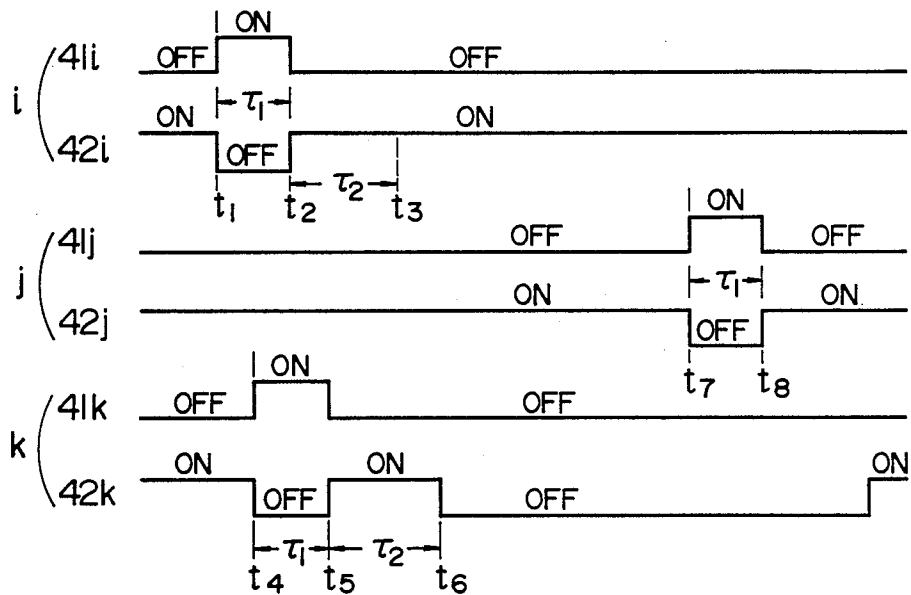 ON
41i OFF OFF
i τ1
ON ON
42i OFF
t1 t2 τ2 t3
ON
41j OFF OFF
j τ1
ON ON
42j OFF
t7 t8
ON
41k OFF OFF
k
ON ON ON
42k OFF OFF
τ1 τ2
t4 t5 t6